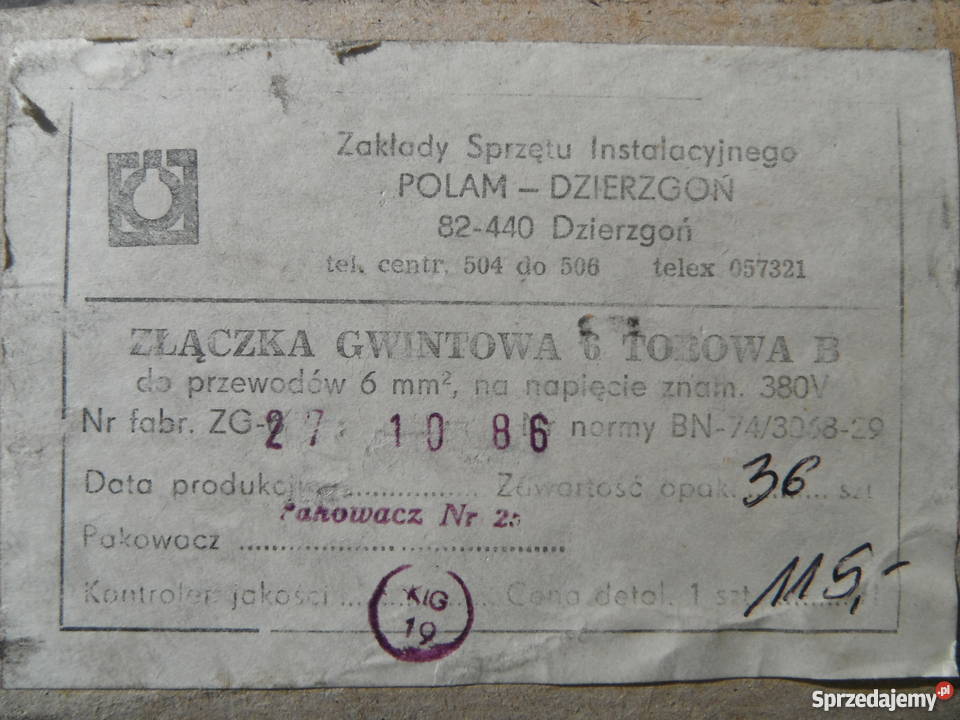 Zakłady Sprzętu Instalacyjnego
POLAM – DZIERZGOŃ
82-440 Dzierzgoń
tel. centr. 504 do 506 telex 057321
ZŁĄCZKA GWINTOWA 6 TOROWA B
do przewodów 6 mm², na napięcie znam. 380V
Nr fabr. ZG- 27 10 86 Nr normy BN-74/3068-29
Data produkcji .............. Zawartość opak. 36 szt
Pakowacz Nr
Pakowacz ..............................
Kontroler jakości .............. Cena detal. 1 szt. 115,-
KIG
19
Sprzedajemy.pl